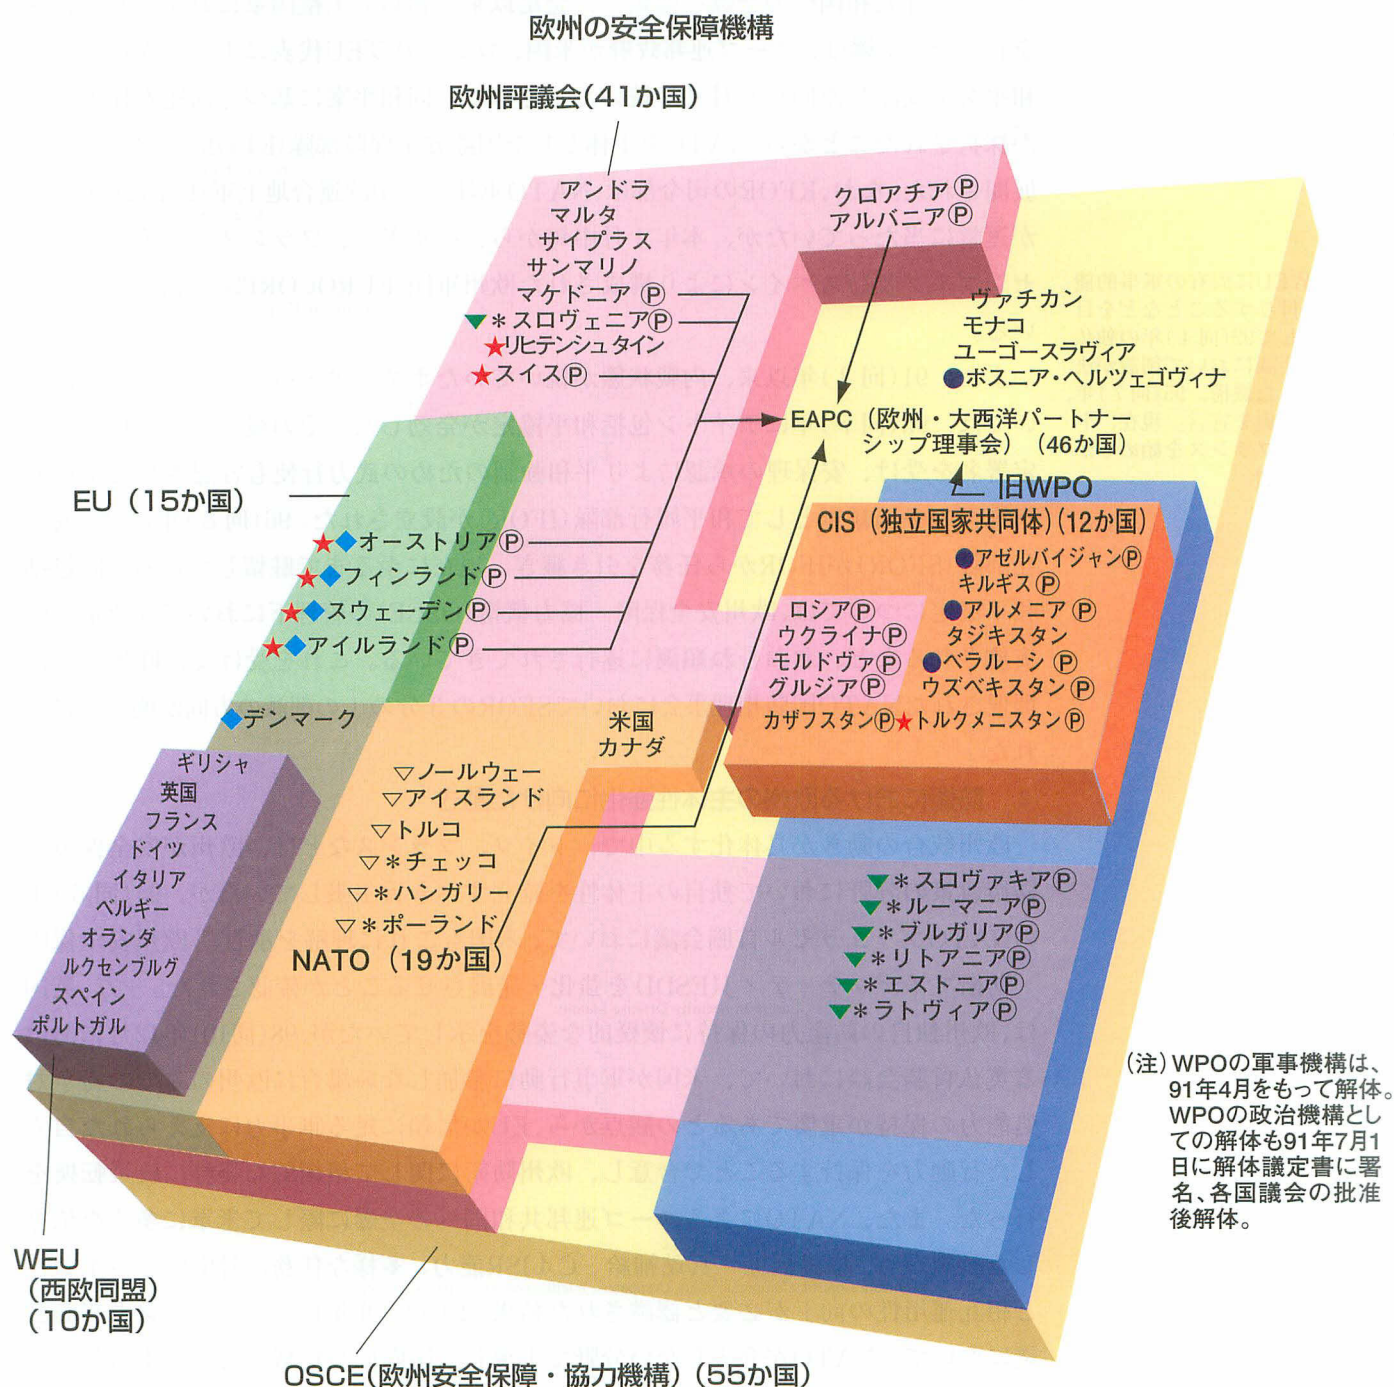 欧州の安全保障機構
欧州評議会(41か国)
アンドラ
マルタ
サイプラス
サンマリノ
マケドニア Ⓟ
▼＊スロヴェニアⓅ
★リヒテンシュタイン
★スイスⓅ
クロアチアⓅ
アルバニアⓅ
ヴァチカン
モナコ
ユーゴースラヴィア
●ボスニア・ヘルツェゴヴィナ
EAPC（欧州・大西洋パートナー
シップ理事会）（46か国）
旧WPO
EU（15か国）
★◆オーストリアⓅ
★◆フィンランドⓅ
★◆スウェーデンⓅ
★◆アイルランドⓅ
◆デンマーク
CIS（独立国家共同体）(12か国）
●アゼルバイジャンⓅ
キルギスⓅ
●アルメニアⓅ
タジキスタン
●ベラルーシⓅ
ウズベキスタンⓅ
ロシアⓅ
ウクライナⓅ
モルドヴァⓅ
グルジアⓅ
カザフスタンⓅ★トルクメニスタンⓅ
米国
カナダ
ギリシャ
英国
フランス
ドイツ
イタリア
ベルギー
オランダ
ルクセンブルグ
スペイン
ポルトガル
▽ノールウェー
▽アイスランド
▽トルコ
▽＊チェッコ
▽＊ハンガリー
▽＊ポーランド
NATO（19か国）
▼＊スロヴァキアⓅ
▼＊ルーマニアⓅ
▼＊ブルガリアⓅ
▼＊リトアニアⓅ
▼＊エストニアⓅ
▼＊ラトヴィアⓅ
(注）WPOの軍事機構は、
91年4月をもって解体。
WPOの政治機構とし
ての解体も91年7月1
日に解体議定書に署
名、各国議会の批准
後解体。
WEU
（西欧同盟）
（10か国）
OSCE(欧州安全保障・協力機構）（55か国）